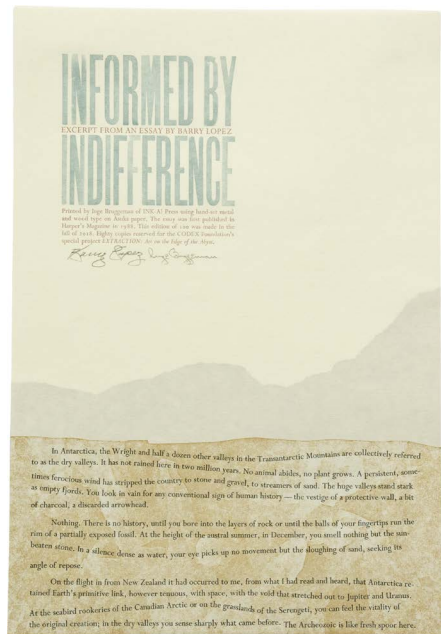 INFORMED BY
EXCERPT FROM AN ESSAY BY BARRY LOPEZ
INDIFFERENCE
Printed by Inge Bruggeman of INK-A! Press using hand-set metal
and wood type on Arches paper. The essay was first published in
Harper's Magazine in 1988. This edition of 120 was made in the
fall of 2018. Eighty copies reserved for the CODEX Foundation's
special project EXTRACTION: Art on the Edge of the Abyss.
Barry Lopez Inge Bruggeman
In Antarctica, the Wright and half a dozen other valleys in the Transantarctic Mountains are collectively referred
to as the dry valleys. It has not rained here in two million years. No animal abides, no plant grows. A persistent, some-
times ferocious wind has stripped the country to stone and gravel, to streamers of sand. The huge valleys stand stark
as empty fjords. You look in vain for any conventional sign of human history — the vestige of a protective wall, a bit
of charcoal, a discarded arrowhead.
Nothing. There is no history, until you bore into the layers of rock or until the balls of your fingertips run the
rim of a partially exposed fossil. At the height of the austral summer, in December, you smell nothing but the sun-
beaten stone. In a silence dense as water, your eye picks up no movement but the sloughing of sand, seeking its
angle of repose.
On the flight in from New Zealand it had occurred to me, from what I had read and heard, that Antarctica re-
tained Earth's primitive link, however tenuous, with space, with the void that stretched out to Jupiter and Uranus.
At the seabird rookeries of the Canadian Arctic or on the grasslands of the Serengeti, you can feel the vitality of
the original creation; in the dry valleys you sense sharply what came before. The Archeozoic is like fresh spoor here.